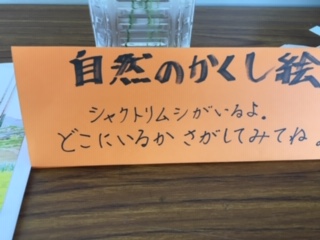 自然のかくし絵
シャクトリムシがいるよ。
どこにいるか さがしてみてね。